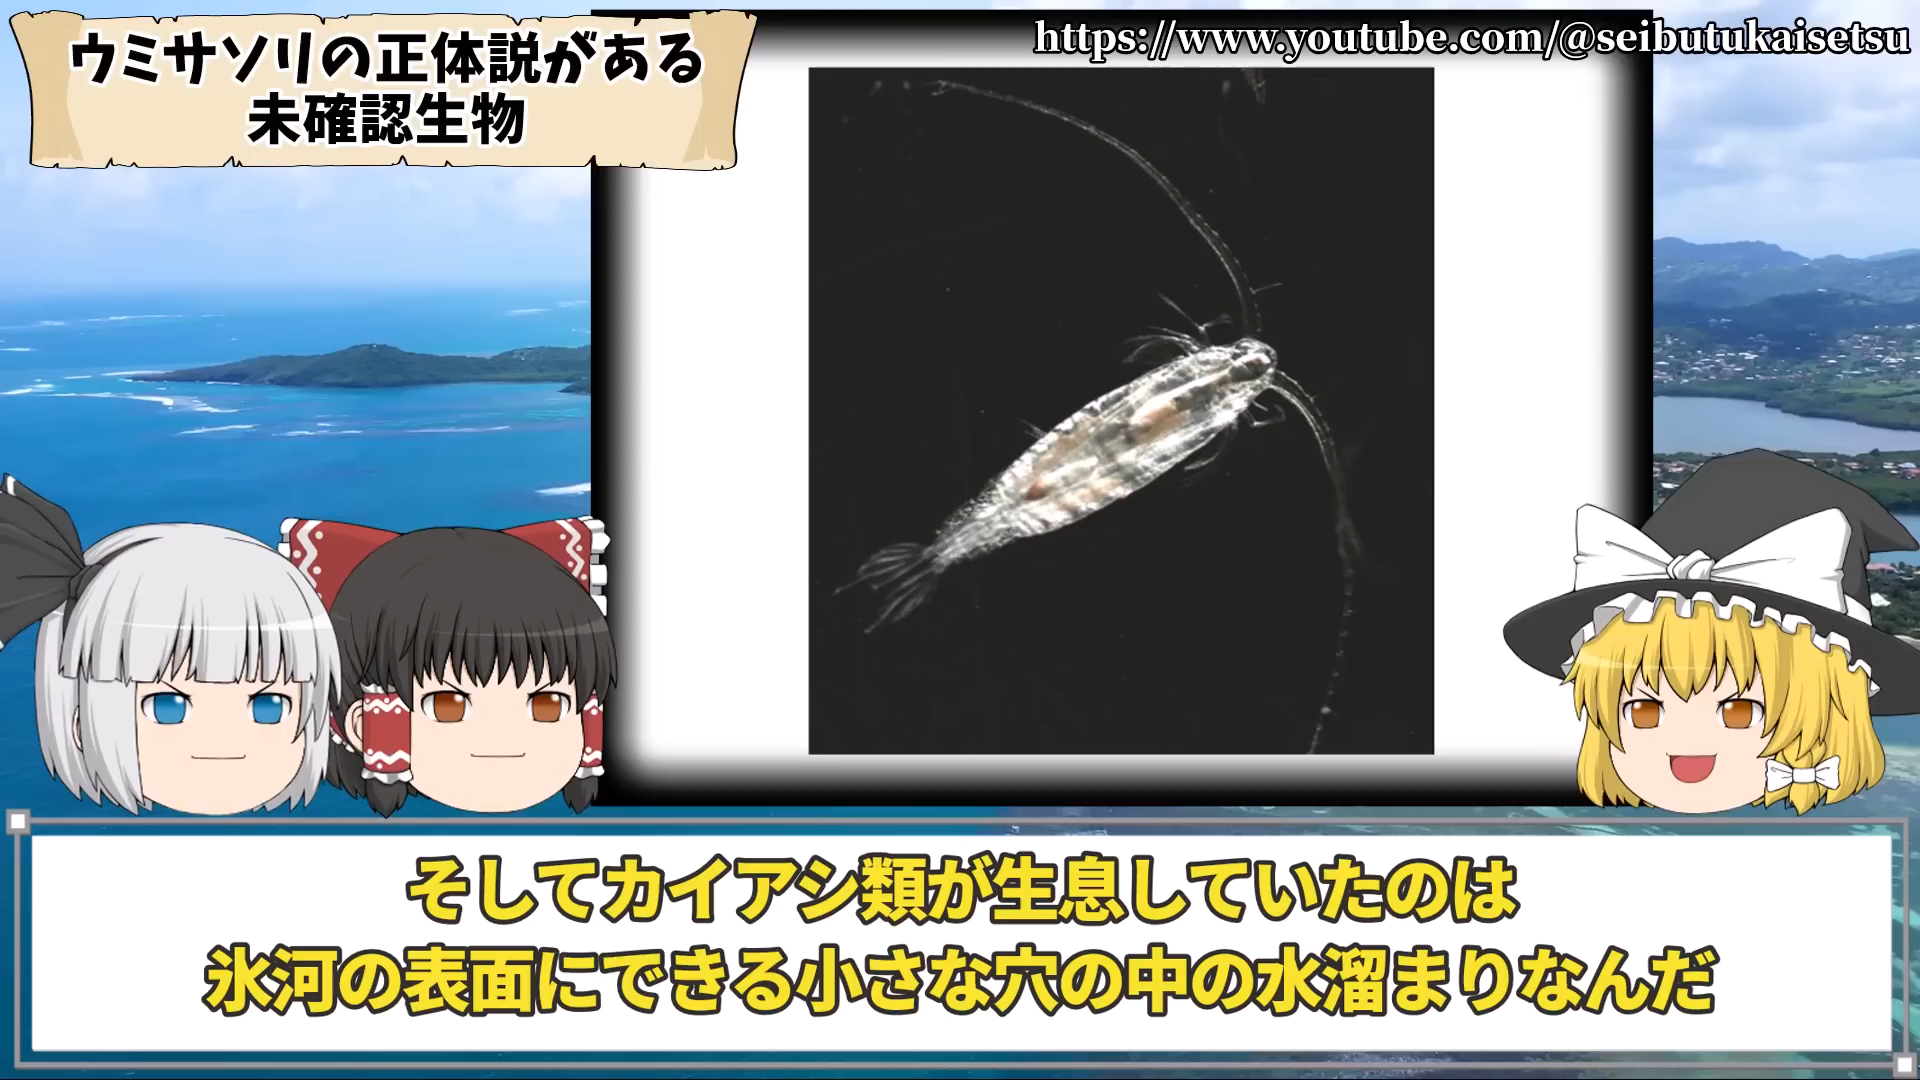 ウミサソリの正体説がある
未確認生物
https://www.youtube.com/@seibutukaisetsu
そしてカイアシ類が生息していたのは
氷河の表面にできる小さな穴の中の水溜まりなんだ